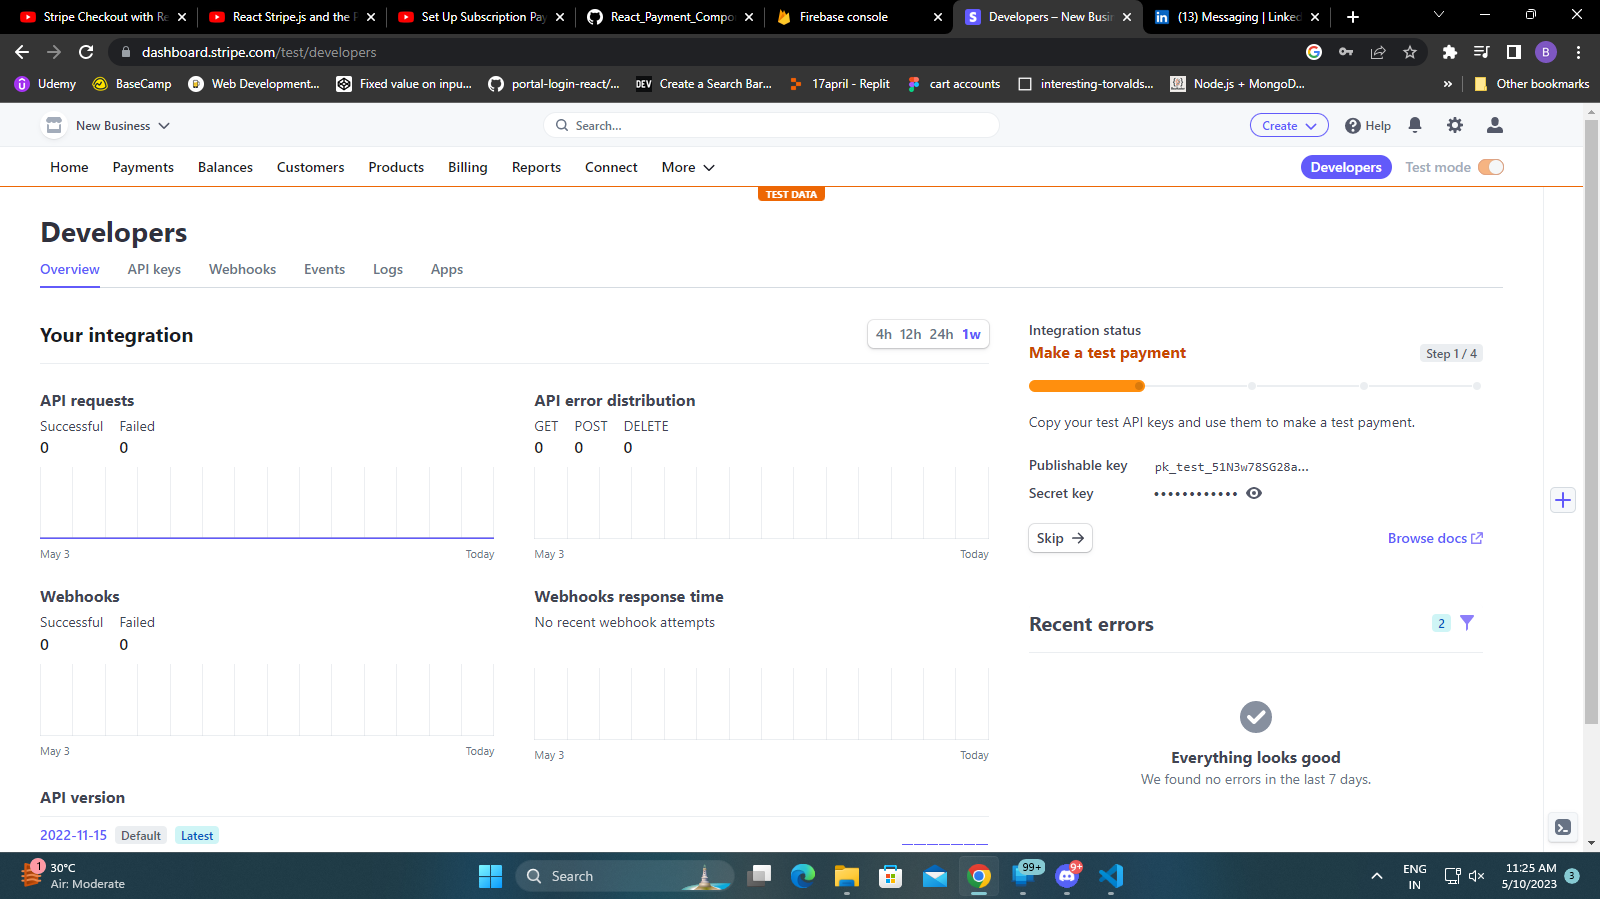 Stripe Checkout with Re
React Stripe.js and the P
Set Up Subscription Pay
React_Payment_Compo
Firebase console
Developers – New Busin
(13) Messaging | Linked
dashboard.stripe.com/test/developers
B
Udemy
BaseCamp
Web Development...
Fixed value on inpu...
portal-login-react/...
DEV Create a Search Bar...
17april - Replit
cart accounts
interesting-torvalds...
Node.js + MongoD...
»
Other bookmarks
New Business
Search...
Create
Help
Home
Payments
Balances
Customers
Products
Billing
Reports
Connect
More
Developers
Test mode
TEST DATA
Developers
Overview
API keys
Webhooks
Events
Logs
Apps
Your integration
4h 12h 24h 1w
API requests
Successful Failed
0 0
May 3 Today
API error distribution
GET POST DELETE
0 0 0
May 3 Today
Webhooks
Successful Failed
0 0
May 3 Today
Webhooks response time
No recent webhook attempts
May 3 Today
API version
2022-11-15 Default Latest
Integration status
Make a test payment
Step 1 / 4
Copy your test API keys and use them to make a test payment.
Publishable key pk_test_51N3w78SG28a...
Secret key ••••••••••••
Skip →
Browse docs
Recent errors
2
Everything looks good
We found no errors in the last 7 days.
1
30°C
Air: Moderate
Search
99+
9+
ENG
IN
11:25 AM
5/10/2023
3